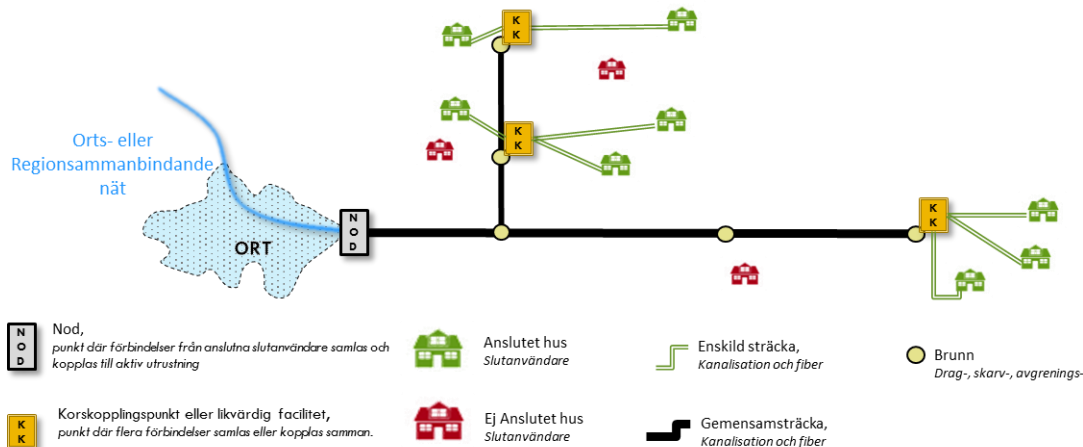 K
K
Orts- eller
Regionsammanbindande
nät
K
K
K
K
N
O
D
ORT
N
O
D
Nod,
punkt där förbindelser från anslutna slutanvändare samlas och
kopplas till aktiv utrustning
Anslutet hus
Slutanvändare
Enskild sträcka,
Kanalisation och fiber
Brunn
Drag-, skarv-, avgrenings-
K
K
Korskopplingspunkt eller likvärdig facilitet,
punkt där flera förbindelser samlas eller kopplas samman.
Ej Anslutet hus
Slutanvändare
Gemensamsträcka,
Kanalisation och fiber